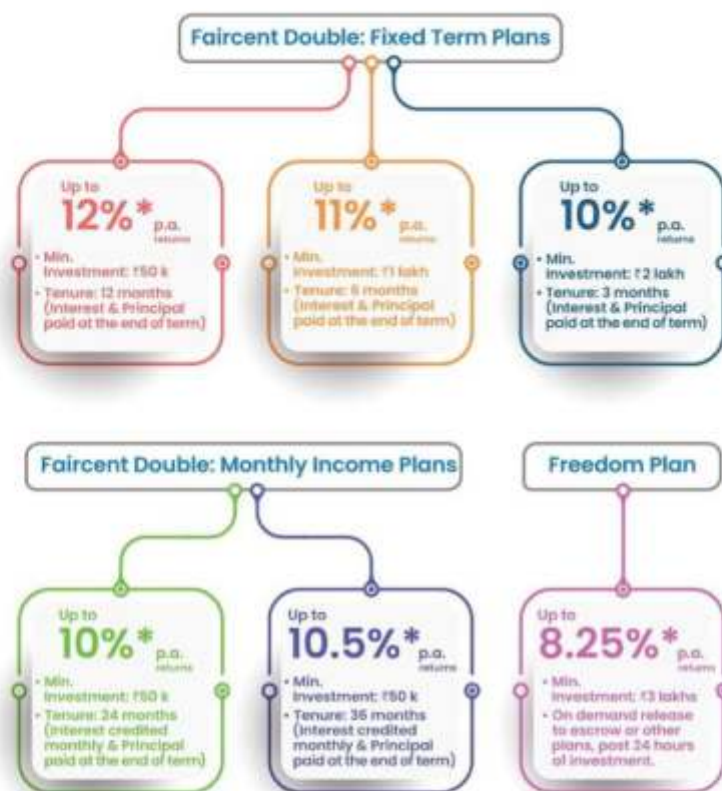 Faircent Double: Fixed Term Plans
Up to
12%* p.a.
returns
• Min.
Investment: ₹50 k
• Tenure: 12 months
(Interest & Principal
paid at the end of term)
Up to
11%* p.a.
returns
• Min.
Investment: ₹1 lakh
• Tenure: 6 months
(Interest & Principal
paid at the end of term)
Up to
10%* p.a.
returns
• Min.
Investment: ₹2 lakh
• Tenure: 3 months
(Interest & Principal
paid at the end of term)
Faircent Double: Monthly Income Plans
Up to
10%* p.a.
returns
• Min.
Investment: ₹50 k
• Tenure: 24 months
(Interest credited
monthly & Principal
paid at the end of term)
Up to
10.5%* p.a.
returns
• Min.
Investment: ₹50 k
• Tenure: 36 months
(Interest credited
monthly & Principal
paid at the end of term)
Freedom Plan
Up to
8.25%* p.a.
returns
• Min.
Investment: ₹3 lakhs
• On demand release
to escrow or other
plans, post 24 hours
of investment.